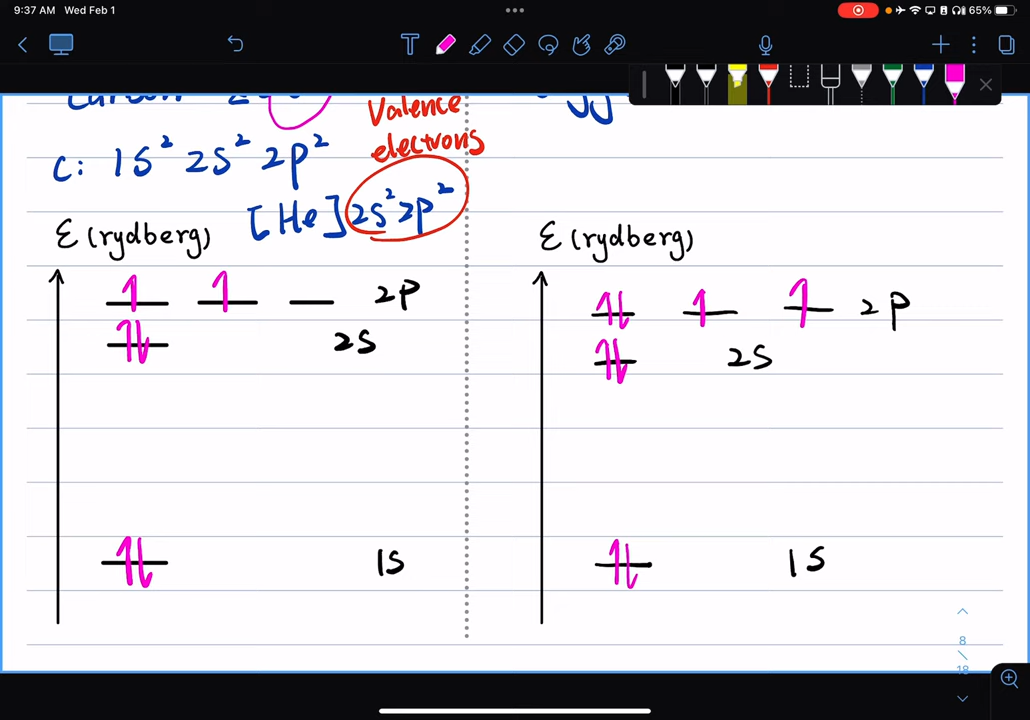 9:37 AM Wed Feb 1
65%
Valence
electrons
C: 1s² 2s² 2p²
[He] 2s² 2p²
ε (rydberg)
2p
2s
1s
ε (rydberg)
2p
2s
1s
8
18